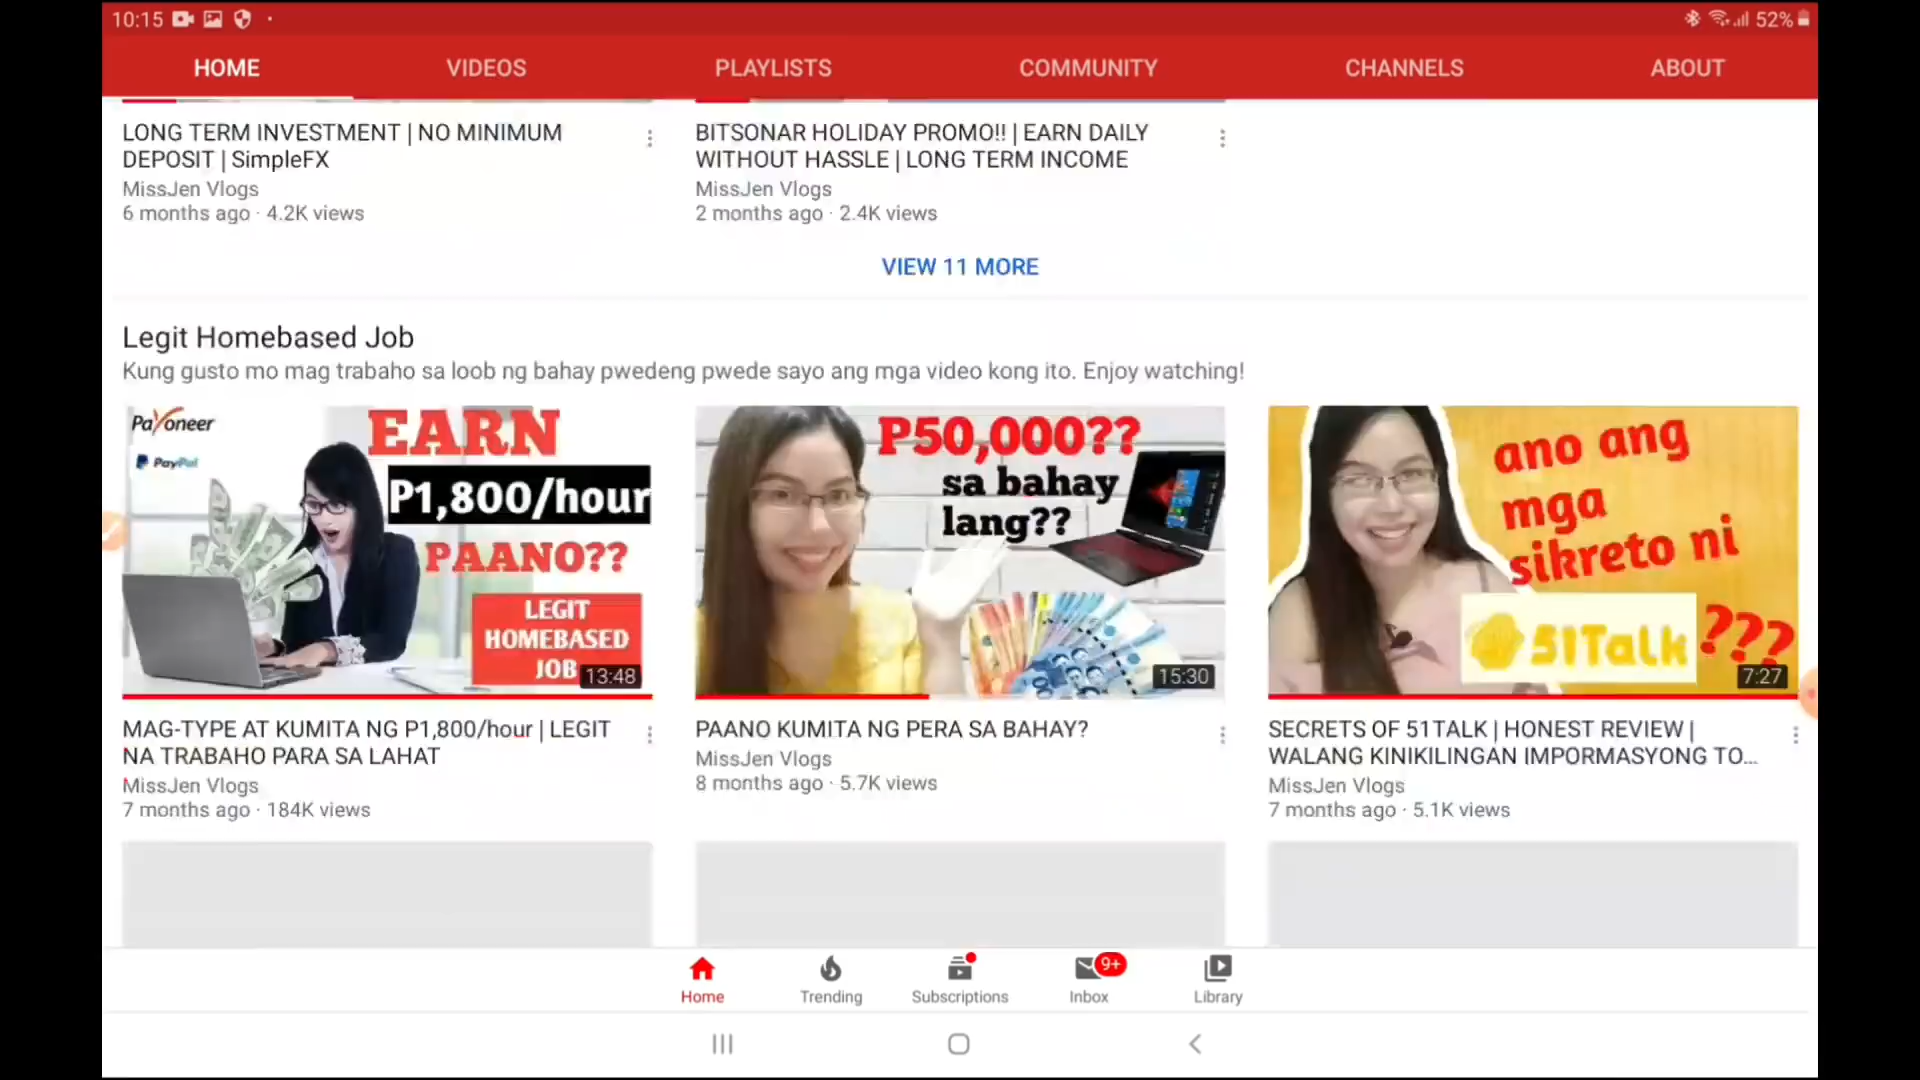 10:15
52%
HOME VIDEOS PLAYLISTS COMMUNITY CHANNELS ABOUT
LONG TERM INVESTMENT | NO MINIMUM
DEPOSIT | SimpleFX
MissJen Vlogs
6 months ago · 4.2K views
BITSONAR HOLIDAY PROMO!! | EARN DAILY
WITHOUT HASSLE | LONG TERM INCOME
MissJen Vlogs
2 months ago · 2.4K views
VIEW 11 MORE
Legit Homebased Job
Kung gusto mo mag trabaho sa loob ng bahay pwedeng pwede sayo ang mga video kong ito. Enjoy watching!
Payoneer
PayPal
EARN
P1,800/hour
PAANO??
LEGIT
HOMEBASED
JOB
13:48
MAG-TYPE AT KUMITA NG P1,800/hour | LEGIT
NA TRABAHO PARA SA LAHAT
MissJen Vlogs
7 months ago · 184K views
P50,000??
sa bahay
lang??
15:30
PAANO KUMITA NG PERA SA BAHAY?
MissJen Vlogs
8 months ago · 5.7K views
ano ang
mga
sikreto ni
51Talk ???
7:27
SECRETS OF 51TALK | HONEST REVIEW |
WALANG KINIKILINGAN IMPORMASYONG TO...
MissJen Vlogs
7 months ago · 5.1K views
9+
Home Trending Subscriptions Inbox Library